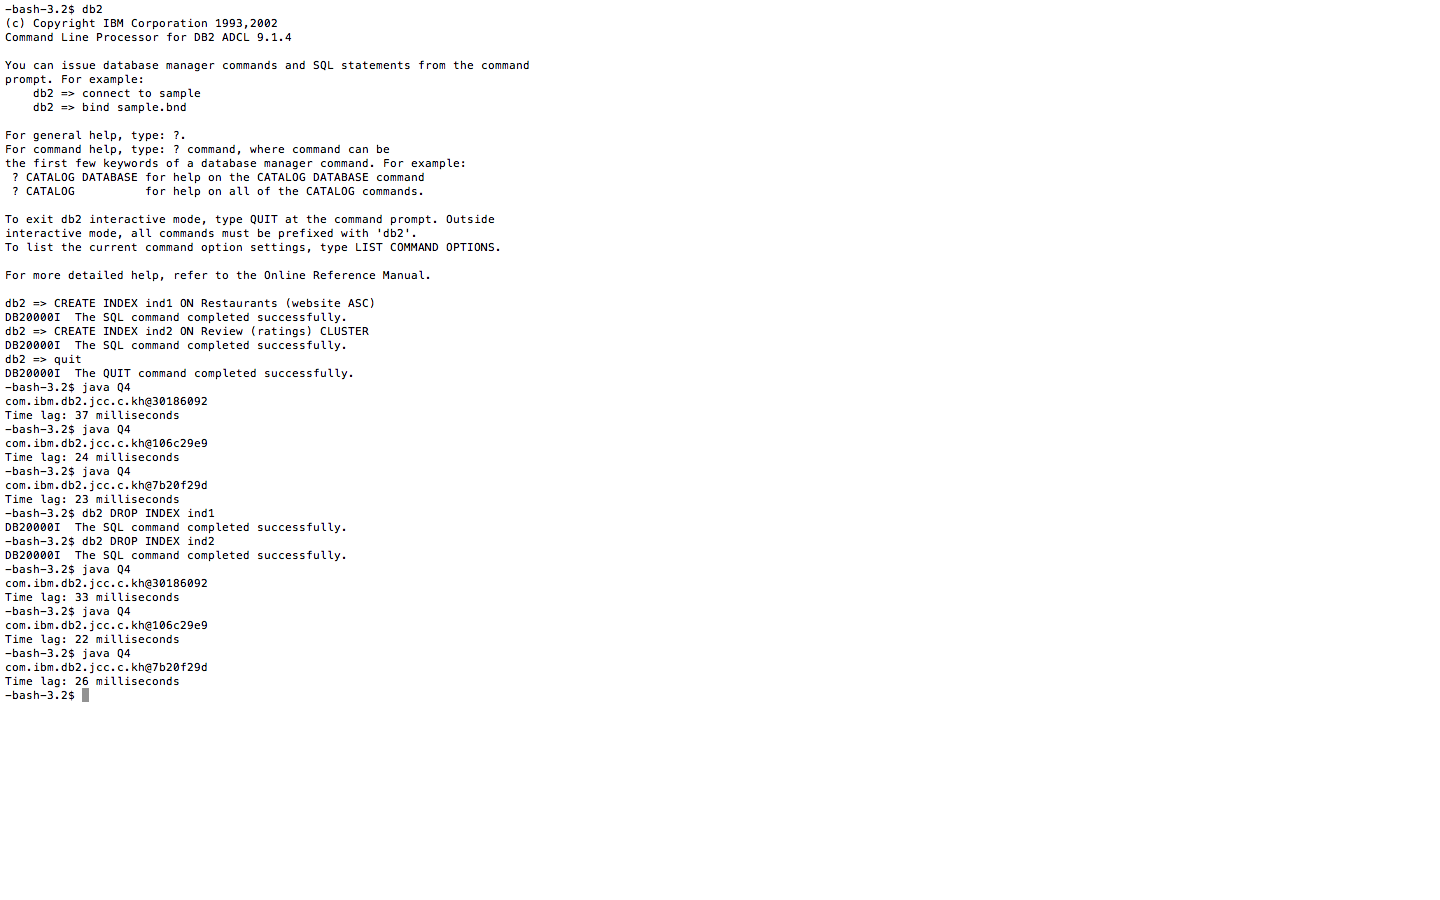 -bash-3.2$ db2
(c) Copyright IBM Corporation 1993,2002
Command Line Processor for DB2 ADCL 9.1.4
You can issue database manager commands and SQL statements from the command
prompt. For example:
db2 => connect to sample
db2 => bind sample.bnd
For general help, type: ?.
For command help, type: ? command, where command can be
the first few keywords of a database manager command. For example:
? CATALOG DATABASE for help on the CATALOG DATABASE command
? CATALOG          for help on all of the CATALOG commands.
To exit db2 interactive mode, type QUIT at the command prompt. Outside
interactive mode, all commands must be prefixed with 'db2'.
To list the current command option settings, type LIST COMMAND OPTIONS.
For more detailed help, refer to the Online Reference Manual.
db2 => CREATE INDEX ind1 ON Restaurants (website ASC)
DB20000I  The SQL command completed successfully.
db2 => CREATE INDEX ind2 ON Review (ratings) CLUSTER
DB20000I  The SQL command completed successfully.
db2 => quit
DB20000I  The QUIT command completed successfully.
-bash-3.2$ java Q4
com.ibm.db2.jcc.c.kh@30186092
Time lag: 37 milliseconds
-bash-3.2$ java Q4
com.ibm.db2.jcc.c.kh@106c29e9
Time lag: 24 milliseconds
-bash-3.2$ java Q4
com.ibm.db2.jcc.c.kh@7b20f29d
Time lag: 23 milliseconds
-bash-3.2$ db2 DROP INDEX ind1
DB20000I  The SQL command completed successfully.
-bash-3.2$ db2 DROP INDEX ind2
DB20000I  The SQL command completed successfully.
-bash-3.2$ java Q4
com.ibm.db2.jcc.c.kh@30186092
Time lag: 33 milliseconds
-bash-3.2$ java Q4
com.ibm.db2.jcc.c.kh@106c29e9
Time lag: 22 milliseconds
-bash-3.2$ java Q4
com.ibm.db2.jcc.c.kh@7b20f29d
Time lag: 26 milliseconds
-bash-3.2$